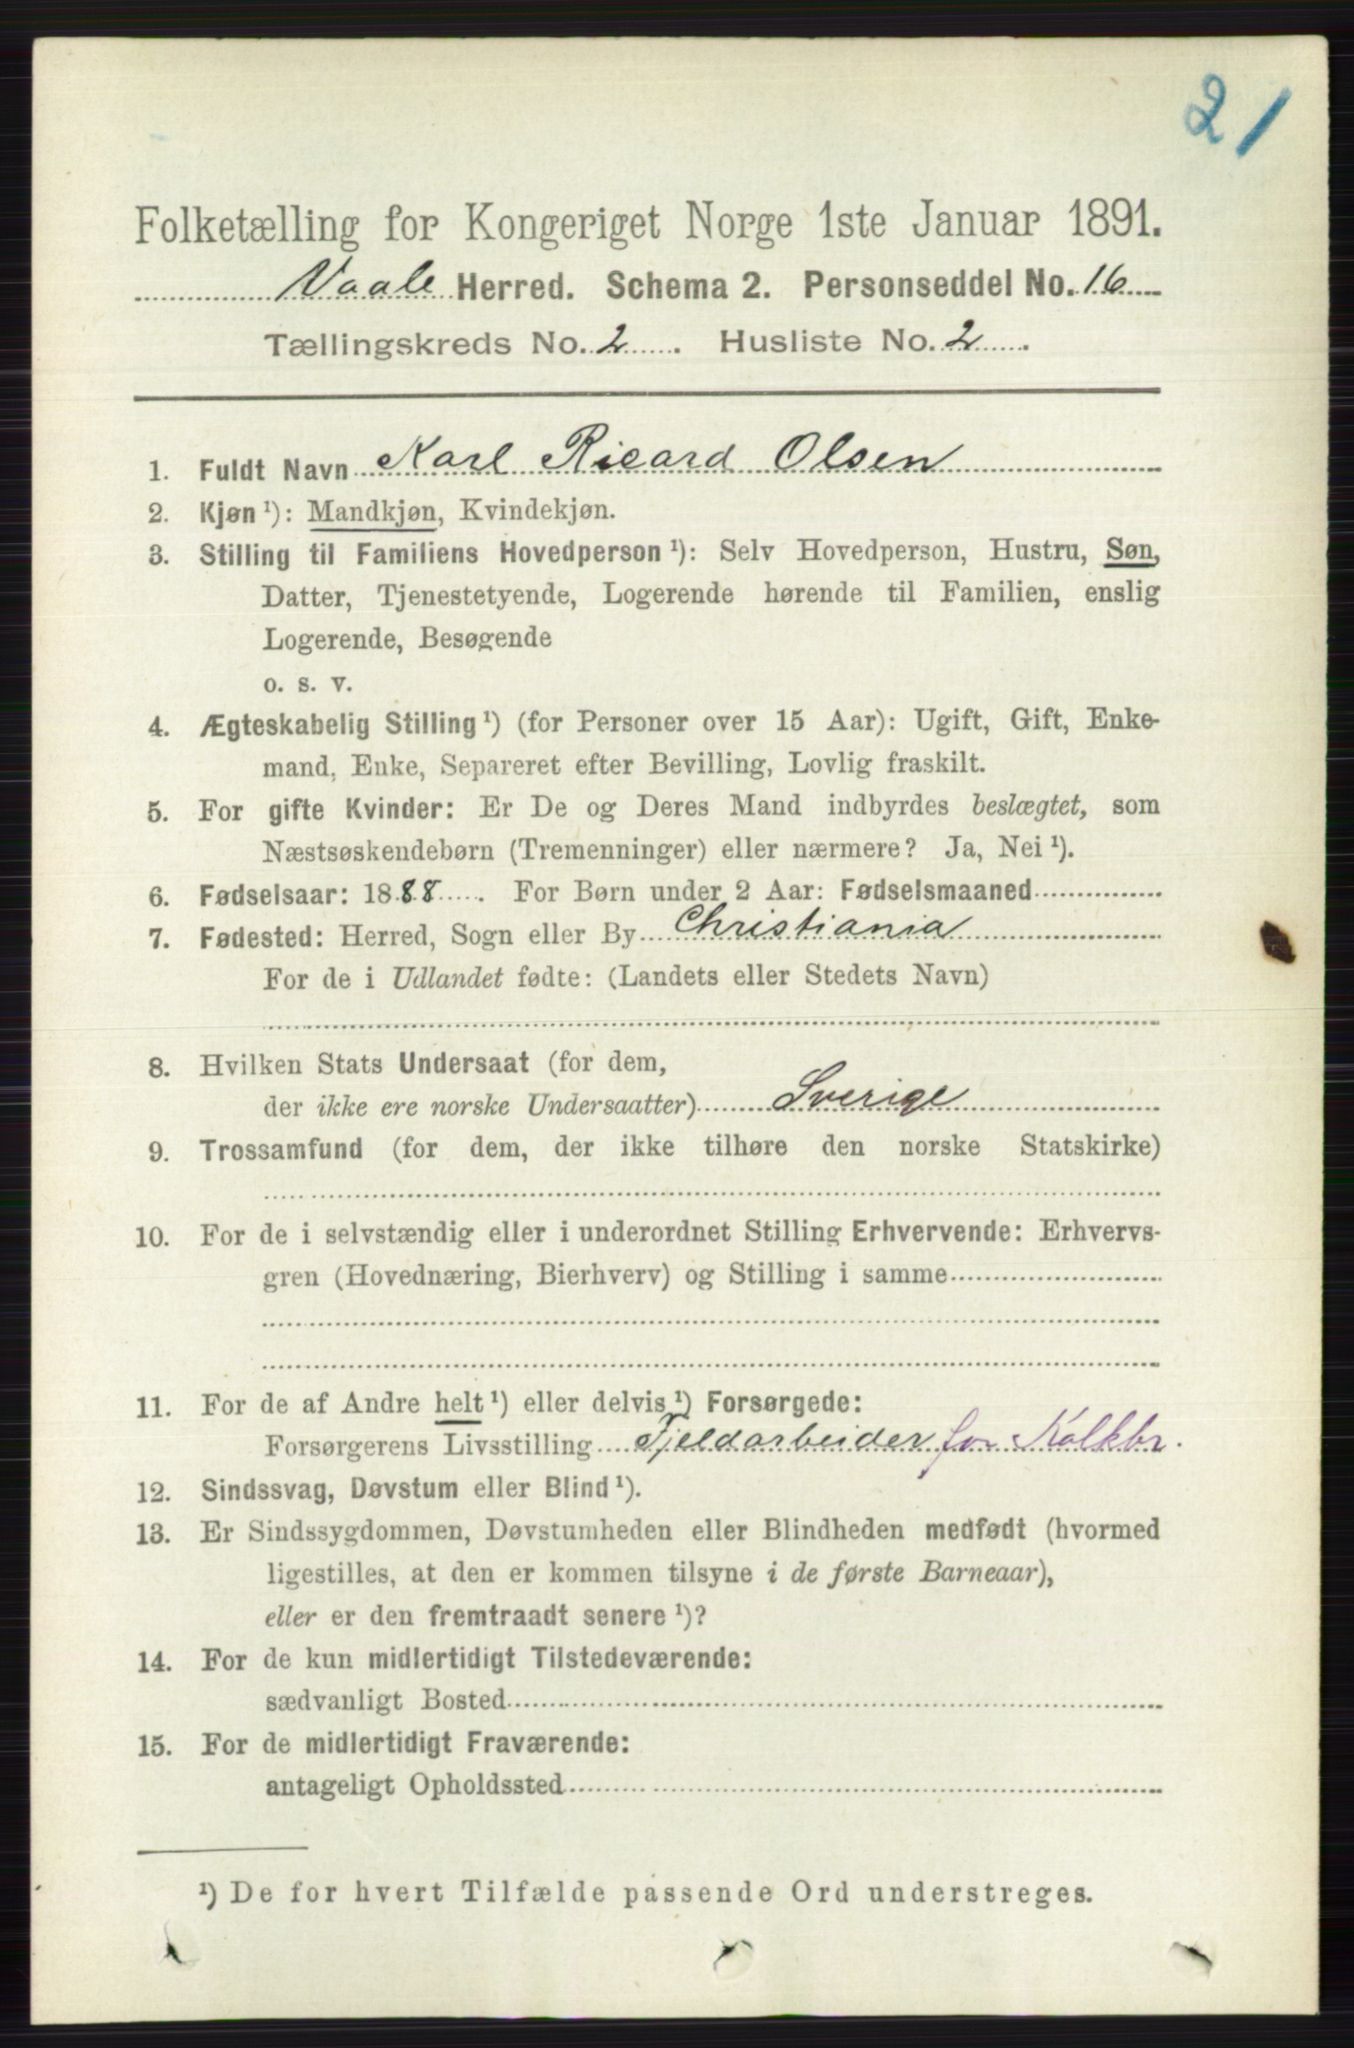 21
Folketælling for Kongeriget Norge 1ste Januar 1891.
Vaale Herred. Schema 2. Personseddel No. 16
Tællingskreds No. 2 . Husliste No. 2 .
1. Fuldt Navn Karl Ricard Olsen
2. Kjøn ¹): Mandkjøn, Kvindekjøn.
3. Stilling til Familiens Hovedperson ¹): Selv Hovedperson, Hustru, Søn,
Datter, Tjenestetyende, Logerende hørende til Familien, enslig
Logerende, Besøgende
o. s. v.
4. Ægteskabelig Stilling ¹) (for Personer over 15 Aar): Ugift, Gift, Enke-
mand, Enke, Separeret efter Bevilling, Lovlig fraskilt.
5. For gifte Kvinder: Er De og Deres Mand indbyrdes beslægtet, som
Næstsøskendebørn (Tremenninger) eller nærmere? Ja, Nei ¹).
6. Fødselsaar: 1888 . For Børn under 2 Aar: Fødselsmaaned
7. Fødested: Herred, Sogn eller By Christiania
For de i Udlandet fødte: (Landets eller Stedets Navn)
8. Hvilken Stats Undersaat (for dem,
der ikke ere norske Undersaatter) Sverige
9. Trossamfund (for dem, der ikke tilhøre den norske Statskirke)
10. For de i selvstændig eller i underordnet Stilling Erhvervende: Erhvervs-
gren (Hovednæring, Bierhverv) og Stilling i samme
11. For de af Andre helt ¹) eller delvis ¹) Forsørgede:
Forsørgerens Livsstilling Fjeldarbeider for Kalkbr.
12. Sindssvag, Døvstum eller Blind ¹).
13. Er Sindssygdommen, Døvstumheden eller Blindheden medfødt (hvormed
ligestilles, at den er kommen tilsyne i de første Barneaar),
eller er den fremtraadt senere ¹)?
14. For de kun midlertidigt Tilstedeværende:
sædvanligt Bosted
15. For de midlertidigt Fraværende:
antageligt Opholdssted
¹) De for hvert Tilfælde passende Ord understreges.